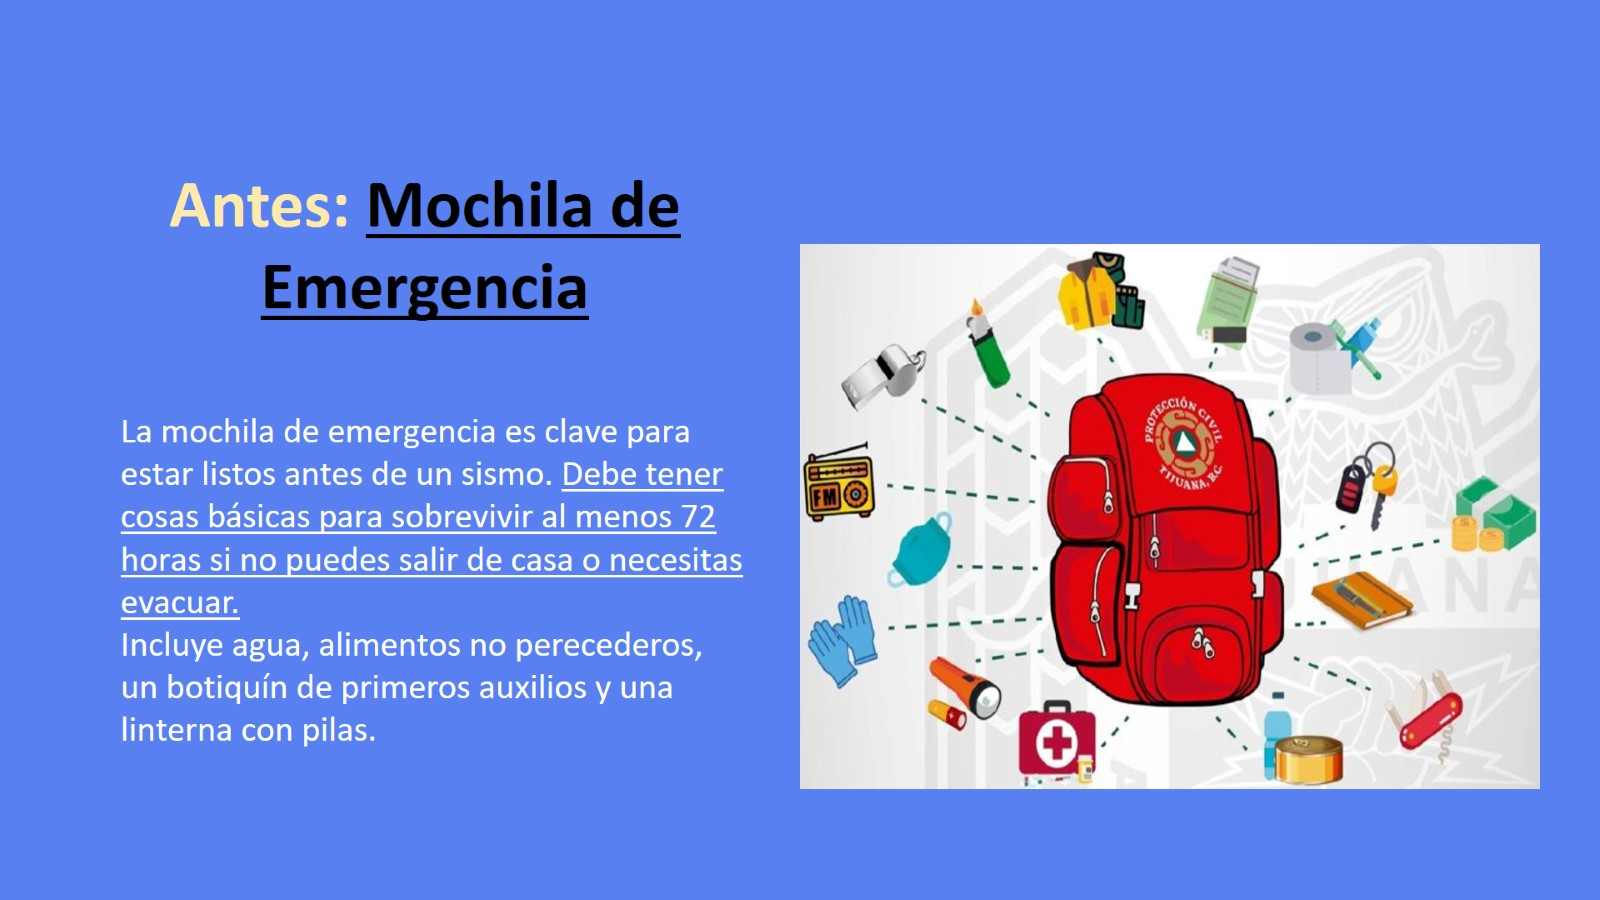 Antes: Mochila de
Emergencia
La mochila de emergencia es clave para
estar listos antes de un sismo. Debe tener
cosas básicas para sobrevivir al menos 72
horas si no puedes salir de casa o necesitas
evacuar.
Incluye agua, alimentos no perecederos,
un botiquín de primeros auxilios y una
linterna con pilas.
PROTECCIÓN CIVIL
TIJUANA, B.C.
FM
JUANA